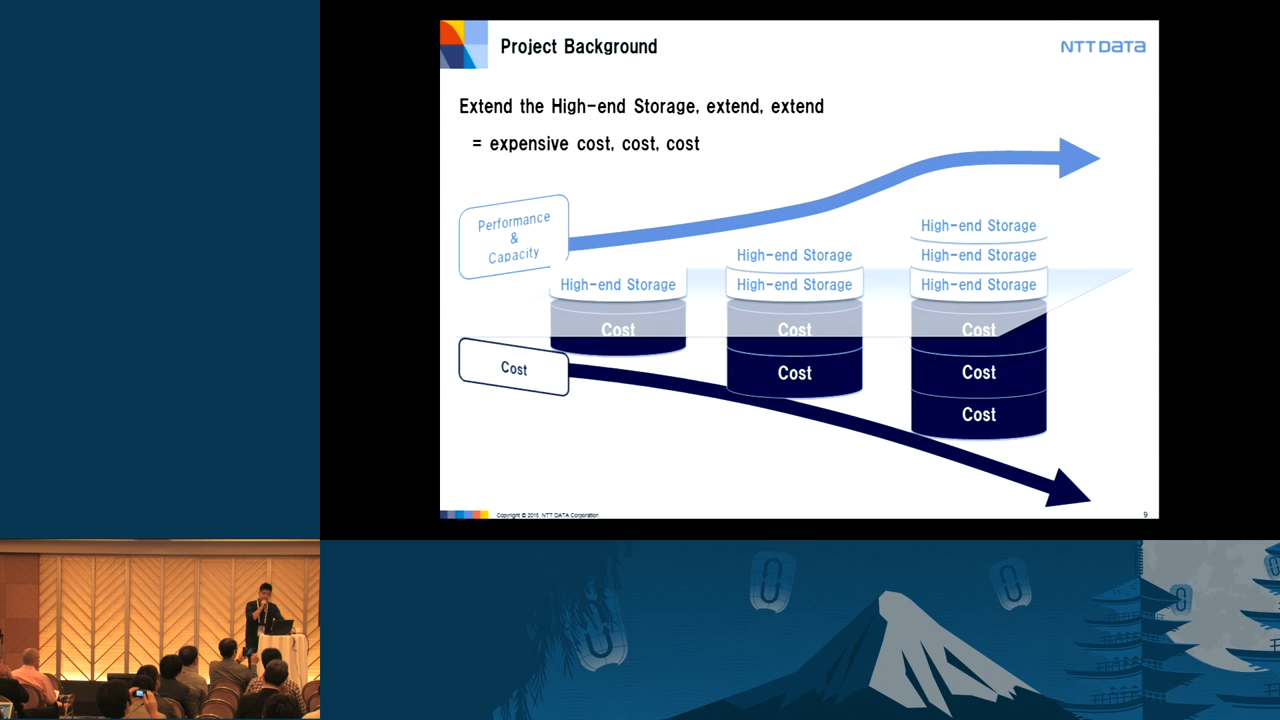 Project Background
NTT DATA
Extend the High-end Storage, extend, extend
= expensive cost, cost, cost
Performance
&
Capacity
High-end Storage
High-end Storage
High-end Storage
High-end Storage
High-end Storage
High-end Storage
Cost
Cost
Cost
Cost
Cost
Cost
Cost
Copyright © 2015 NTT DATA Corporation
9